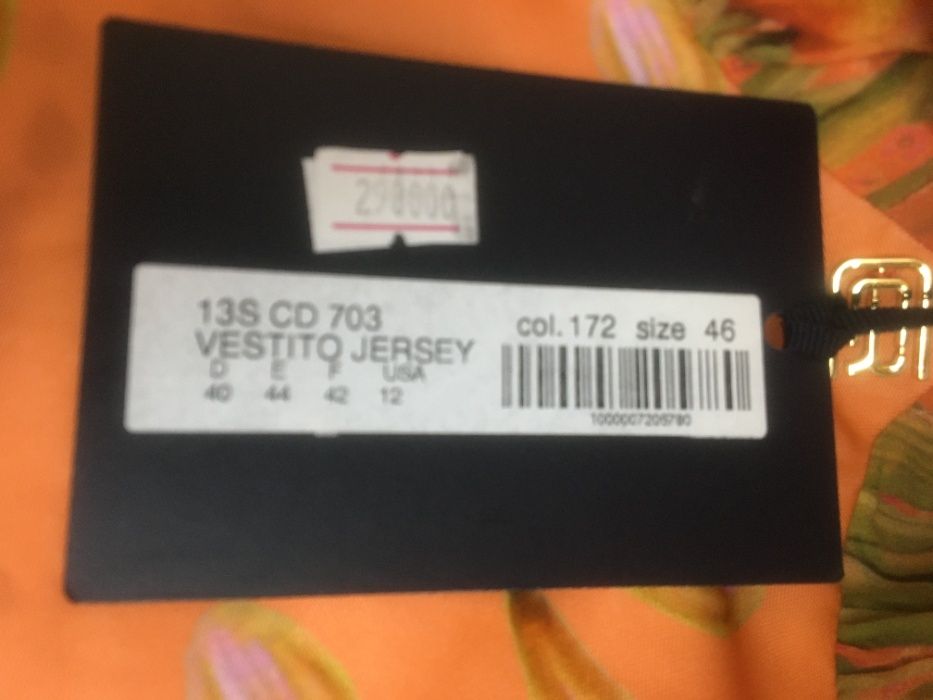 290000
13S CD 703
VESTITO JERSEY
D E F USA
40 44 42 12
col. 172 size 46
1000007205780